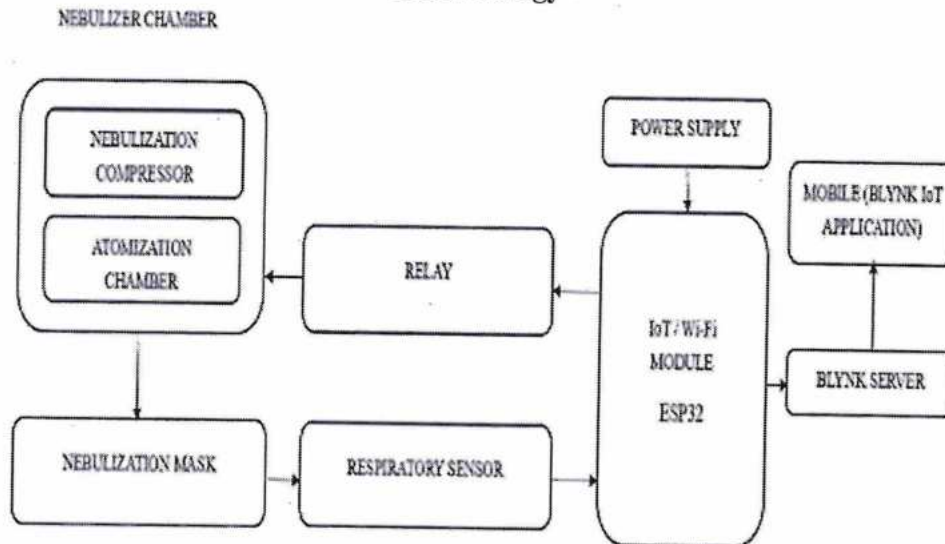 NEBULIZER CHAMBER
NEBULIZATION
COMPRESSOR
ATOMIZATION
CHAMBER
RELAY
POWER SUPPLY
MOBILE (BLYNK IoT
APPLICATION)
IoT / Wi-Fi
MODULE
ESP32
BLYNK SERVER
NEBULIZATION MASK
RESPIRATORY SENSOR